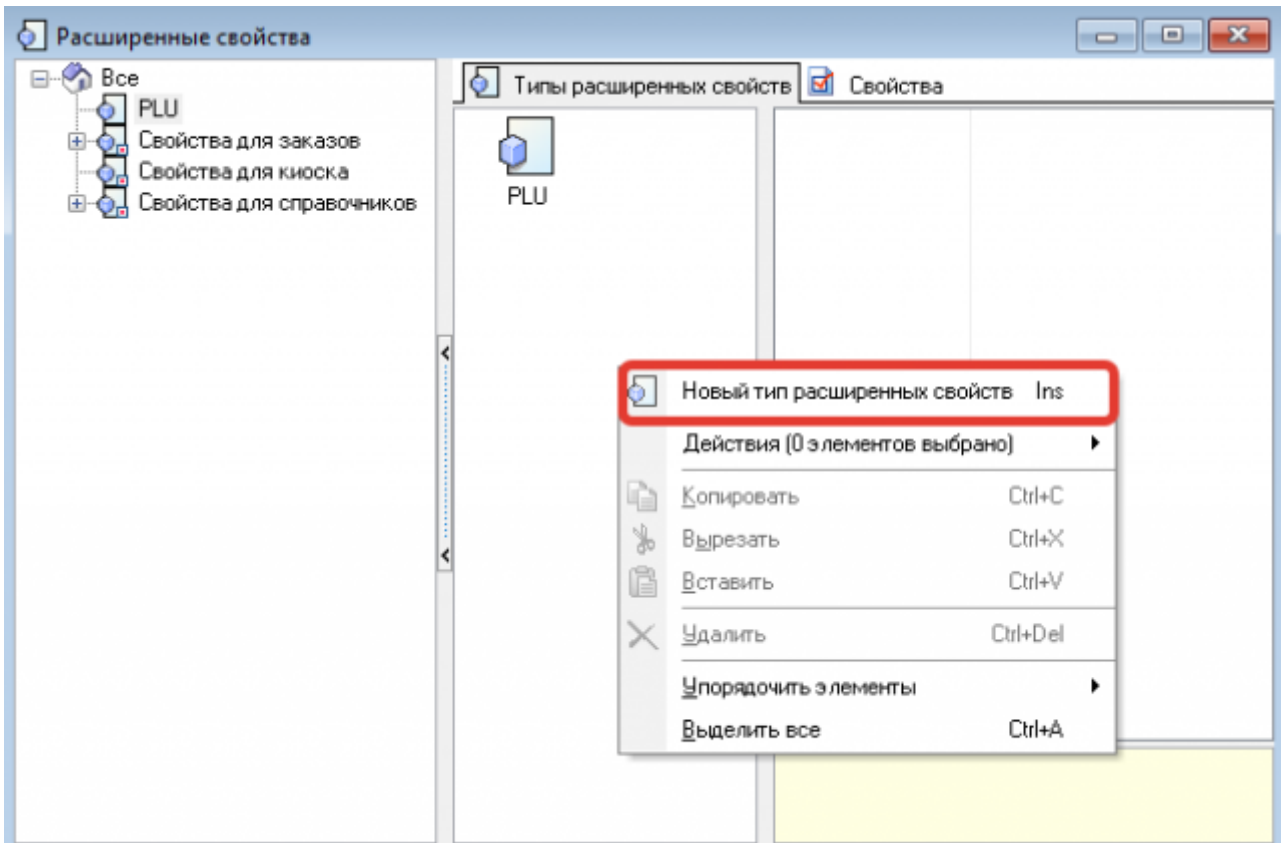 Расширенные свойства
Все
PLU
Свойства для заказов
Свойства для киоска
Свойства для справочников
Типы расширенных свойств
Свойства
PLU
Новый тип расширенных свойств Ins
Действия (0 элементов выбрано)
Копировать Ctrl+C
Вырезать Ctrl+X
Вставить Ctrl+V
Удалить Ctrl+Del
Упорядочить элементы
Выделить все Ctrl+A